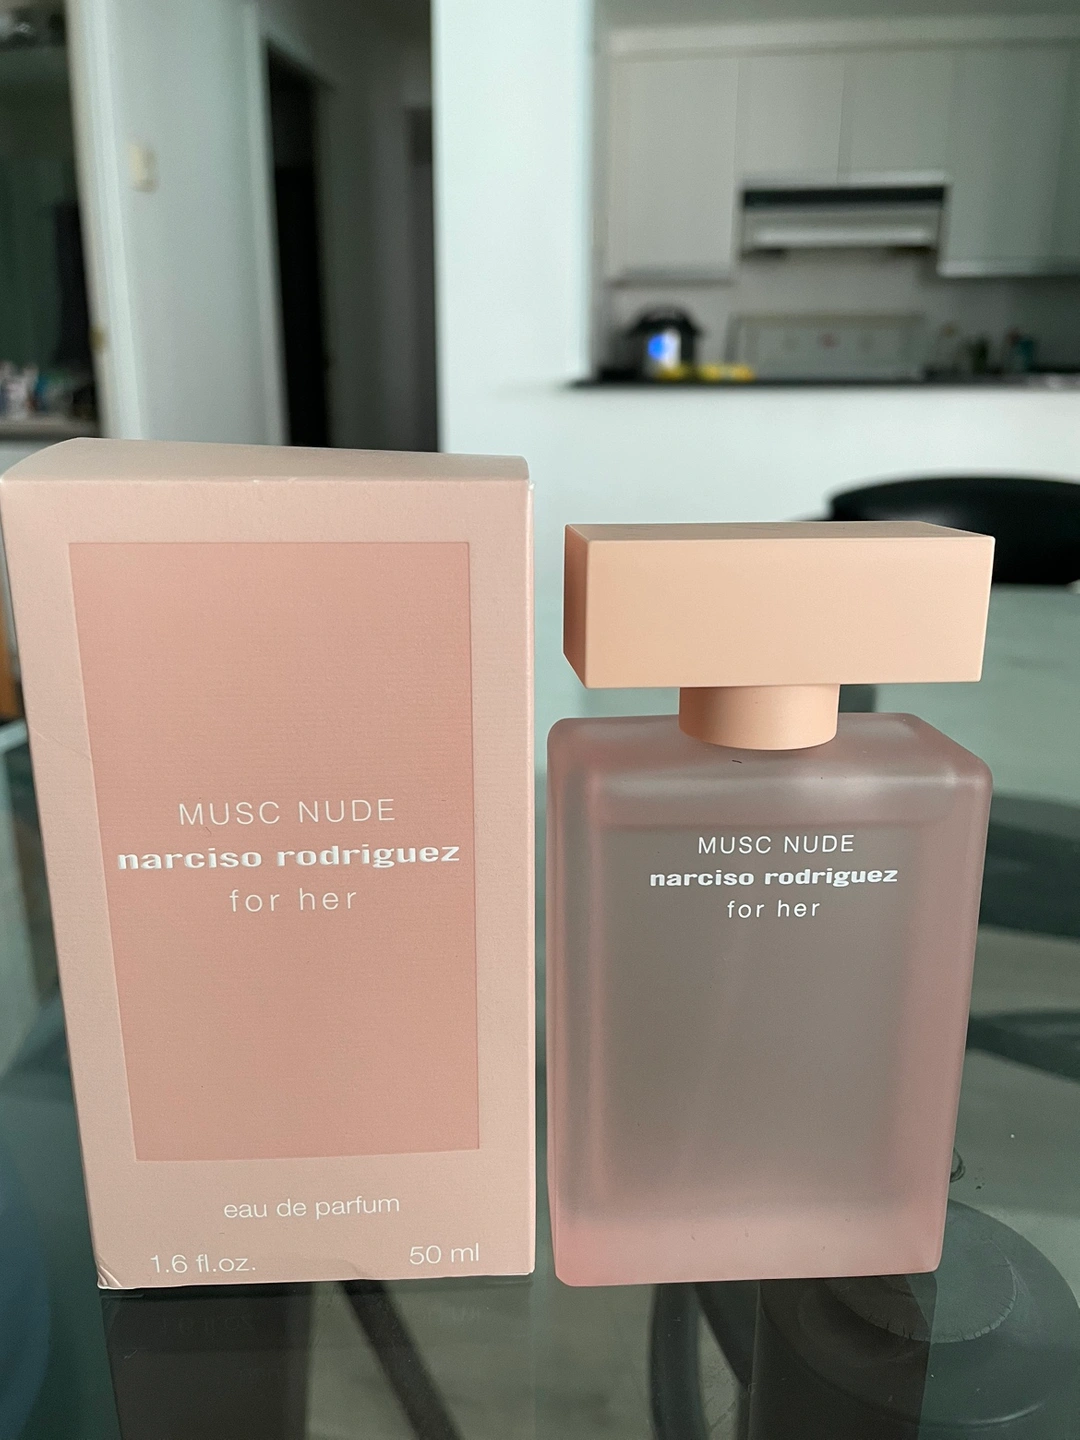 MUSC NUDE
narciso rodriguez
for her
eau de parfum
1.6 fl.oz.
50 ml
MUSC NUDE
narciso rodriguez
for her